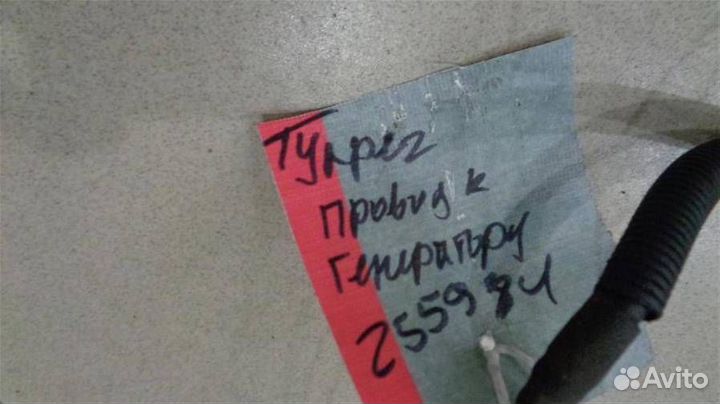 Туарег
провод к
генератору
255984
Avito